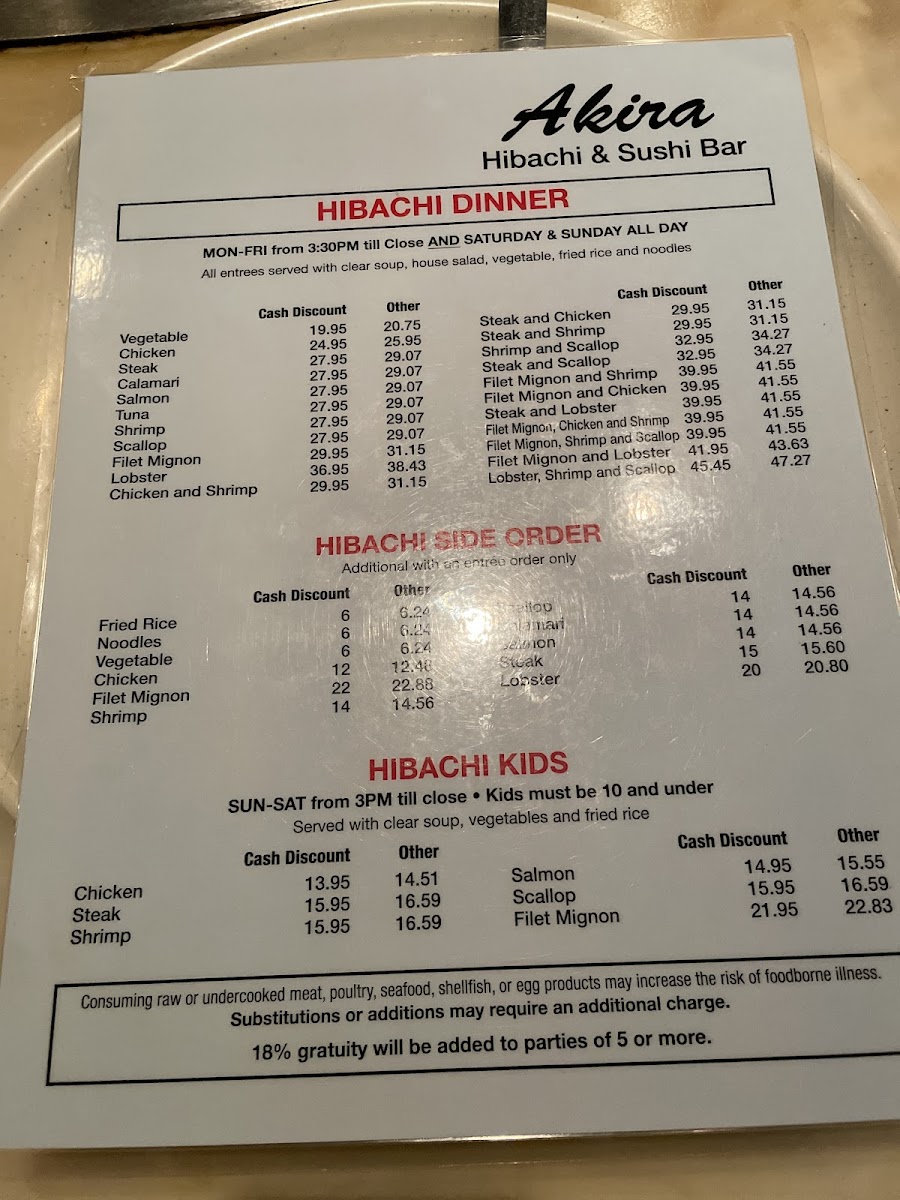 Akira
Hibachi & Sushi Bar
HIBACHI DINNER
MON-FRI from 3:30PM till Close AND SATURDAY & SUNDAY ALL DAY
All entrees served with clear soup, house salad, vegetable, fried rice and noodles
Cash Discount Other
Vegetable 19.95 20.75
Chicken 24.95 25.95
Steak 27.95 29.07
Calamari 27.95 29.07
Salmon 27.95 29.07
Tuna 27.95 29.07
Shrimp 27.95 29.07
Scallop 27.95 29.07
Filet Mignon 29.95 31.15
Lobster 36.95 38.43
Chicken and Shrimp 29.95 31.15
Cash Discount Other
Steak and Chicken 29.95 31.15
Steak and Shrimp 29.95 31.15
Shrimp and Scallop 32.95 34.27
Steak and Scallop 32.95 34.27
Filet Mignon and Shrimp 39.95 41.55
Filet Mignon and Chicken 39.95 41.55
Steak and Lobster 39.95 41.55
Filet Mignon, Chicken and Shrimp 39.95 41.55
Filet Mignon, Shrimp and Scallop 39.95 41.55
Filet Mignon and Lobster 41.95 43.63
Lobster, Shrimp and Scallop 45.45 47.27
HIBACHI SIDE ORDER
Additional with an entree order only
Cash Discount Other
Fried Rice 6 6.24
Noodles 6 6.24
Vegetable 6 6.24
Chicken 12 12.48
Filet Mignon 22 22.88
Shrimp 14 14.56
Cash Discount Other
Scallop 14 14.56
Calamari 14 14.56
Salmon 14 14.56
Steak 15 15.60
Lobster 20 20.80
HIBACHI KIDS
SUN-SAT from 3PM till close • Kids must be 10 and under
Served with clear soup, vegetables and fried rice
Cash Discount Other
Chicken 13.95 14.51
Steak 15.95 16.59
Shrimp 15.95 16.59
Cash Discount Other
Salmon 14.95 15.55
Scallop 15.95 16.59
Filet Mignon 21.95 22.83
Consuming raw or undercooked meat, poultry, seafood, shellfish, or egg products may increase the risk of foodborne illness.
Substitutions or additions may require an additional charge.
18% gratuity will be added to parties of 5 or more.